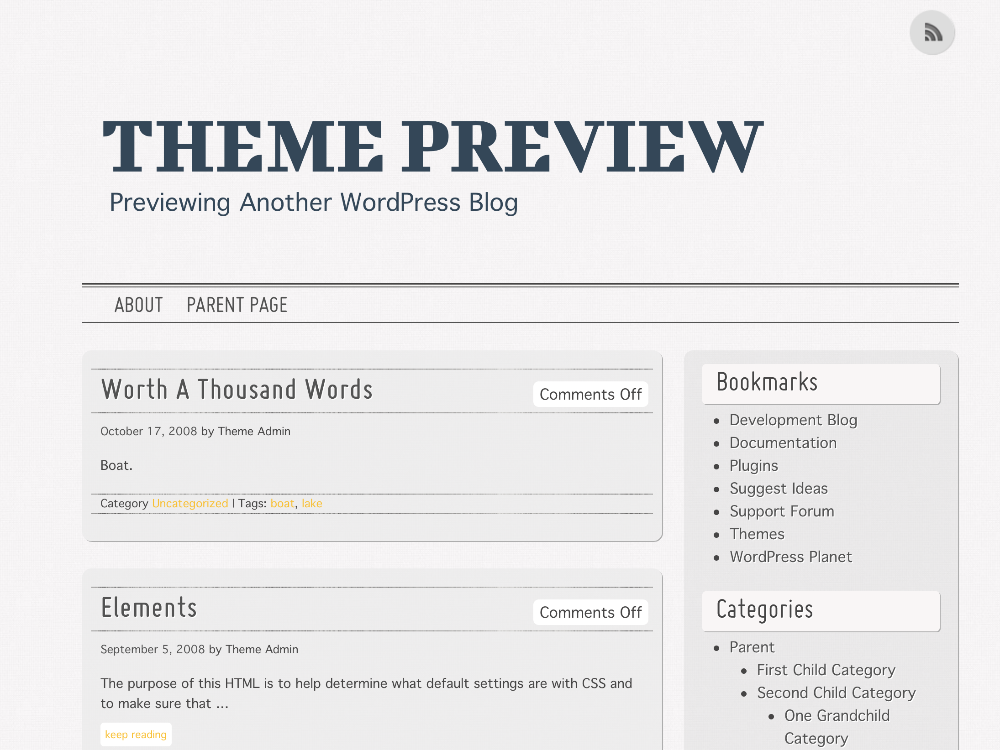 THEME PREVIEW
Previewing Another WordPress Blog
ABOUT PARENT PAGE
Worth A Thousand Words
Comments Off
October 17, 2008 by Theme Admin
Boat.
Category Uncategorized | Tags: boat, lake
Elements
Comments Off
September 5, 2008 by Theme Admin
The purpose of this HTML is to help determine what default settings are with CSS and
to make sure that …
keep reading
Bookmarks
Development Blog
Documentation
Plugins
Suggest Ideas
Support Forum
Themes
WordPress Planet
Categories
Parent
First Child Category
Second Child Category
One Grandchild
Category